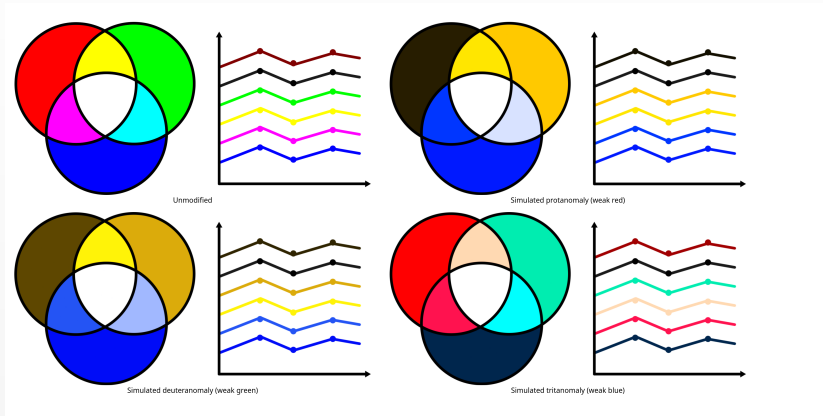 Unmodified
Simulated protanomaly (weak red)
Simulated deuteranomaly (weak green)
Simulated tritanomaly (weak blue)